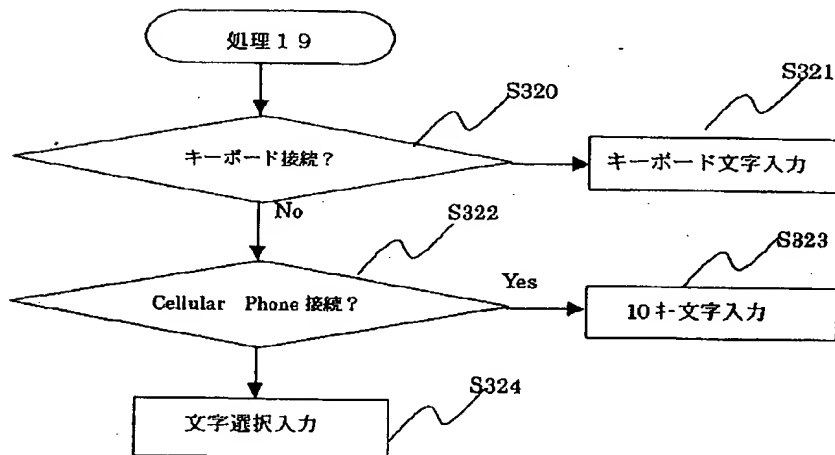 処理19
S320
S321
キーボード接続？
キーボード文字入力
No
S322
S323
Cellular Phone 接続？
Yes
10ｷｰ文字入力
S324
文字選択入力